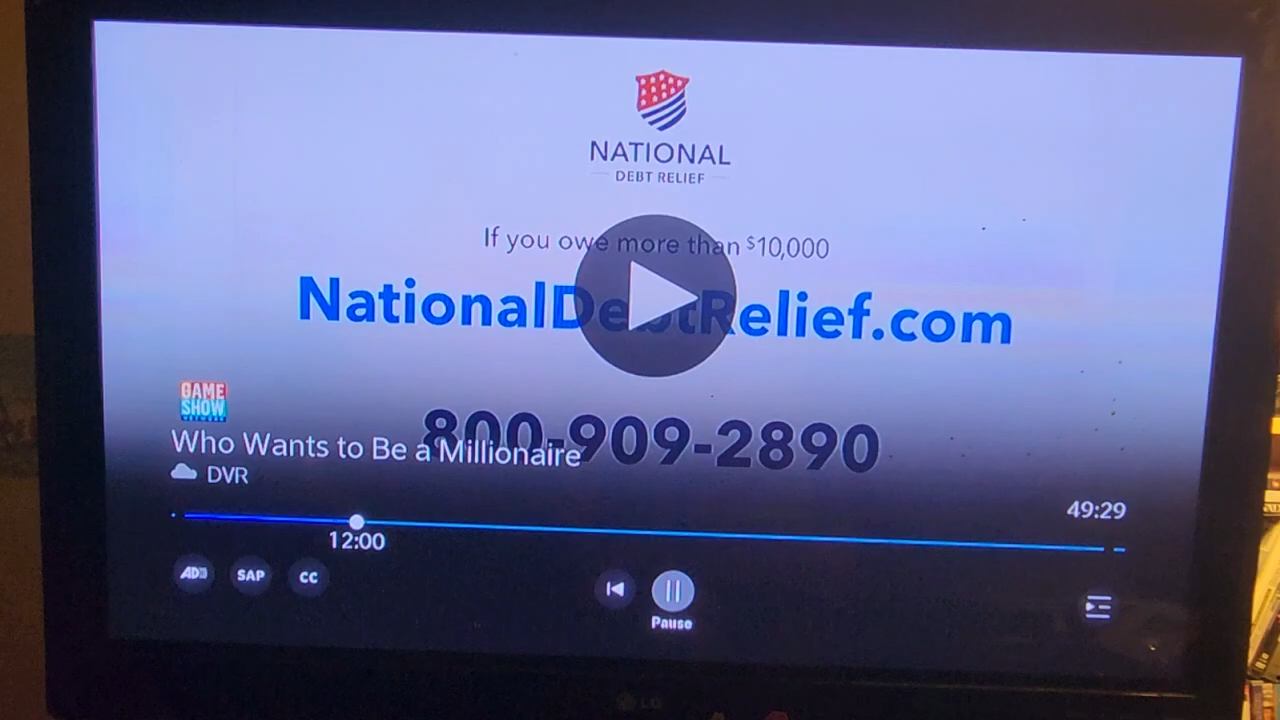 NATIONAL
DEBT RELIEF
If you owe more than $10,000
NationalDebtRelief.com
800-909-2890
GAME
SHOW
NETWORK
Who Wants to Be a Millionaire
DVR
49:29
12:00
AD
SAP
CC
Pause
LG